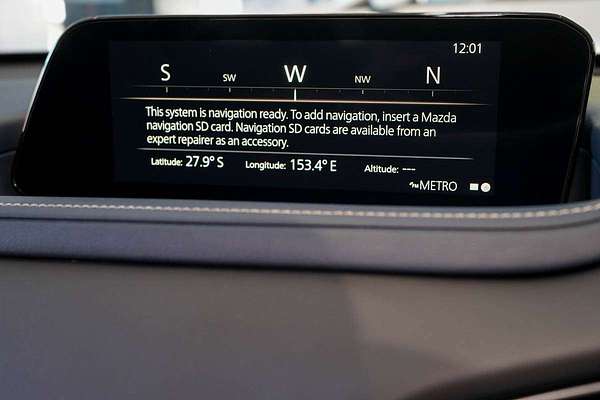 12:01
S SW W NW N
This system is navigation ready. To add navigation, insert a Mazda
navigation SD card. Navigation SD cards are available from an
expert repairer as an accessory.
Latitude: 27.9° S Longitude: 153.4° E Altitude: ---
FM METRO